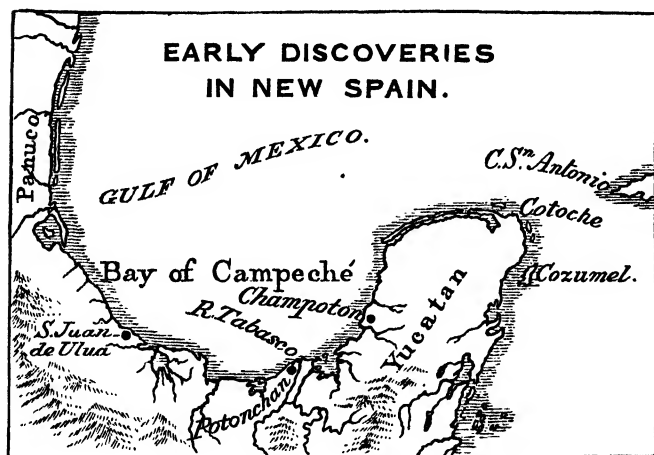 EARLY DISCOVERIES
IN NEW SPAIN.
Panuco
GULF OF MEXICO.
C. Sn. Antonio
Cotoche
Bay of Campeché
Cozumel.
Champoton
R. Tabasco
Yucatan
S. Juan
de Ulua
Potonchan